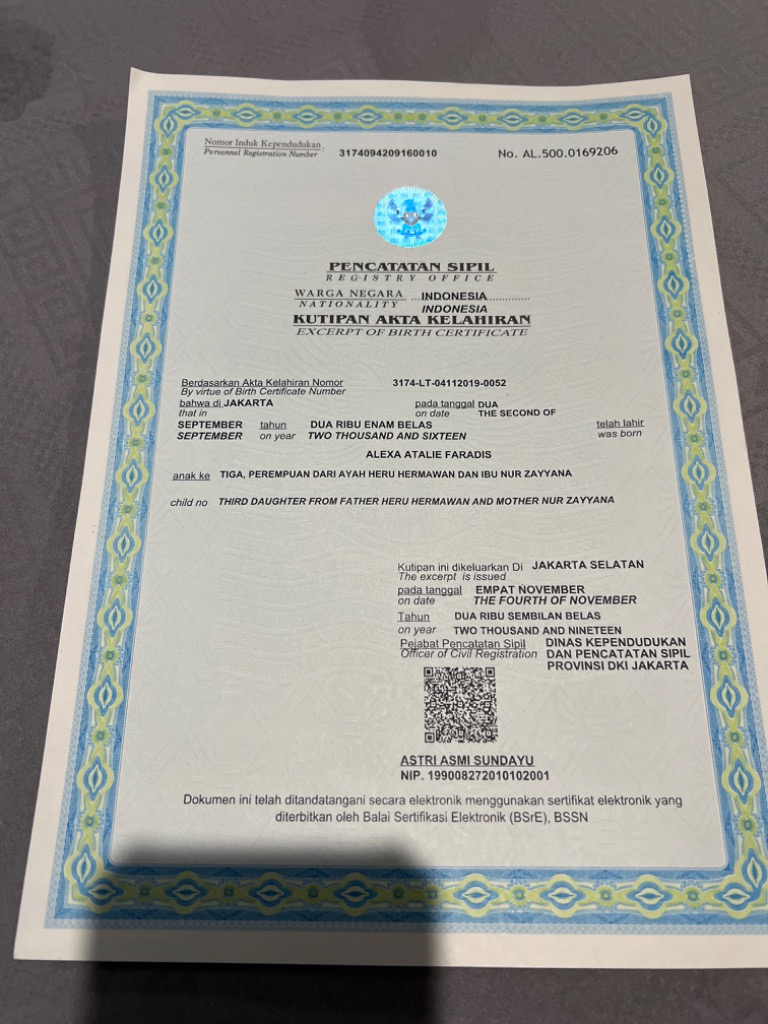 Nomor Induk Kependudukan : 3174094209160010 No. AL.500.0169206
Personnel Registration Number
PENCATATAN SIPIL
REGISTRY OFFICE
WARGA NEGARA ...INDONESIA............
NATIONALITY INDONESIA
KUTIPAN AKTA KELAHIRAN
EXCERPT OF BIRTH CERTIFICATE
Berdasarkan Akta Kelahiran Nomor 3174-LT-04112019-0052
By virtue of Birth Certificate Number
bahwa di JAKARTA pada tanggal DUA
that in on date THE SECOND OF
SEPTEMBER tahun DUA RIBU ENAM BELAS telah lahir
SEPTEMBER on year TWO THOUSAND AND SIXTEEN was born
ALEXA ATALIE FARADIS
anak ke TIGA, PEREMPUAN DARI AYAH HERU HERMAWAN DAN IBU NUR ZAYYANA
child no THIRD DAUGHTER FROM FATHER HERU HERMAWAN AND MOTHER NUR ZAYYANA
Kutipan ini dikeluarkan Di JAKARTA SELATAN
The excerpt is issued
pada tanggal EMPAT NOVEMBER
on date THE FOURTH OF NOVEMBER
Tahun DUA RIBU SEMBILAN BELAS
on year TWO THOUSAND AND NINETEEN
Pejabat Pencatatan Sipil DINAS KEPENDUDUKAN
Officer of Civil Registration DAN PENCATATAN SIPIL
PROVINSI DKI JAKARTA
ASTRI ASMI SUNDAYU
NIP. 199008272010102001
Dokumen ini telah ditandatangani secara elektronik menggunakan sertifikat elektronik yang
diterbitkan oleh Balai Sertifikasi Elektronik (BSrE), BSSN